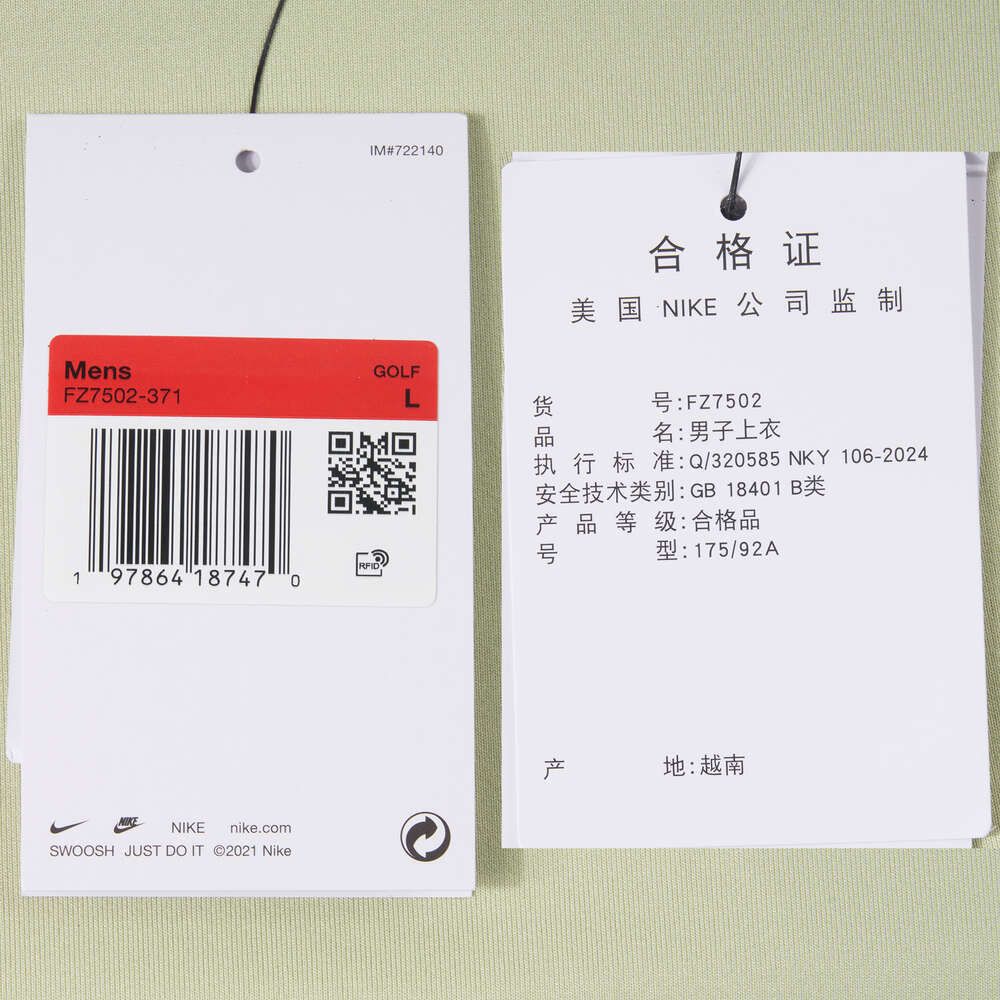 IM#722140
Mens
GOLF
FZ7502-371
L
1 97864 18747 0
RFID
NIKE NIKE nike.com
SWOOSH JUST DO IT ©2021 Nike
合格证
美国 NIKE 公司监制
货号:FZ7502
品名:男子上衣
执行标准:Q/320585 NKY 106-2024
安全技术类别:GB 18401 B类
产品等级:合格品
号型:175/92A
产地:越南